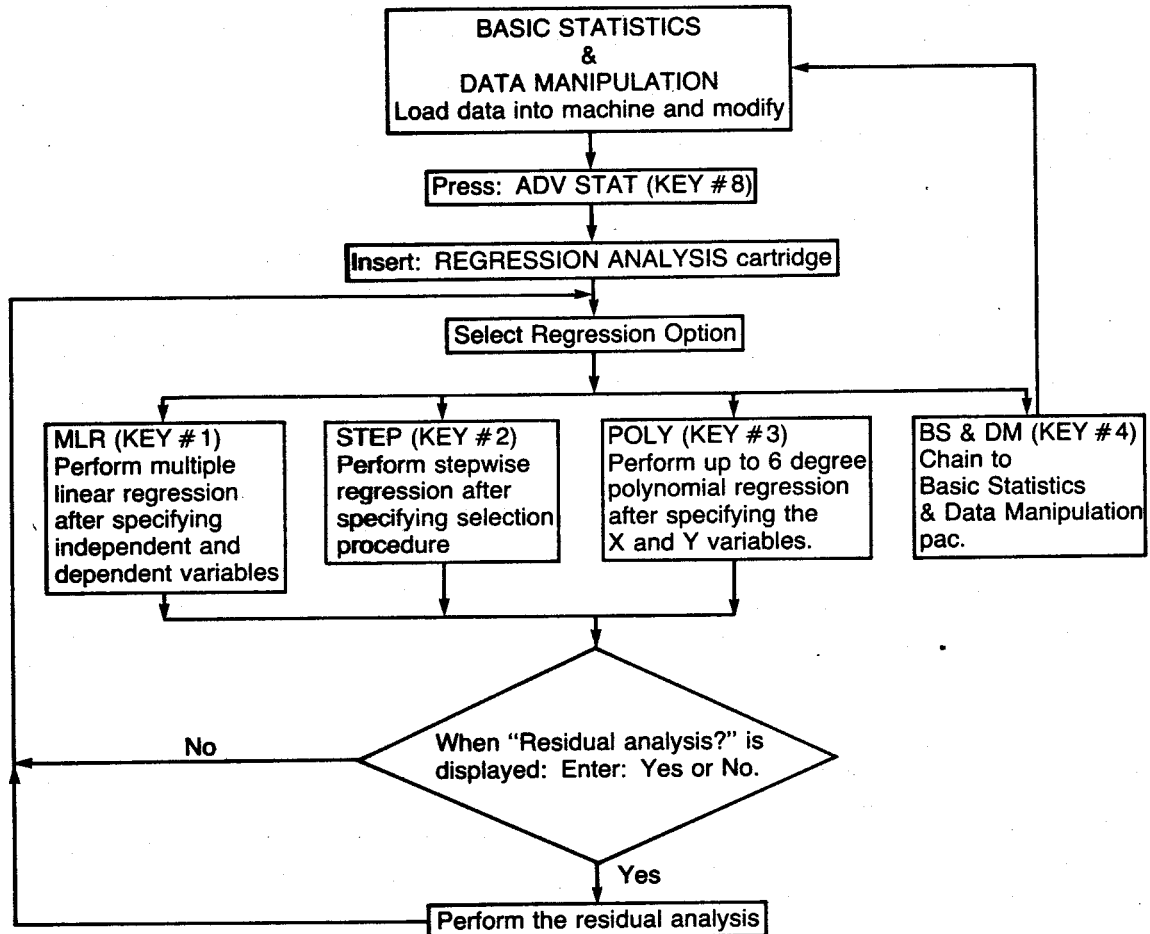 BASIC STATISTICS
&
DATA MANIPULATION
Load data into machine and modify
Press: ADV STAT (KEY #8)
Insert: REGRESSION ANALYSIS cartridge
Select Regression Option
MLR (KEY #1)
Perform multiple
linear regression
after specifying
independent and
dependent variables
STEP (KEY #2)
Perform stepwise
regression after
specifying selection
procedure
POLY (KEY #3)
Perform up to 6 degree
polynomial regression
after specifying the
X and Y variables.
BS & DM (KEY #4)
Chain to
Basic Statistics
& Data Manipulation
pac.
When "Residual analysis?" is
displayed: Enter: Yes or No.
No
Yes
Perform the residual analysis